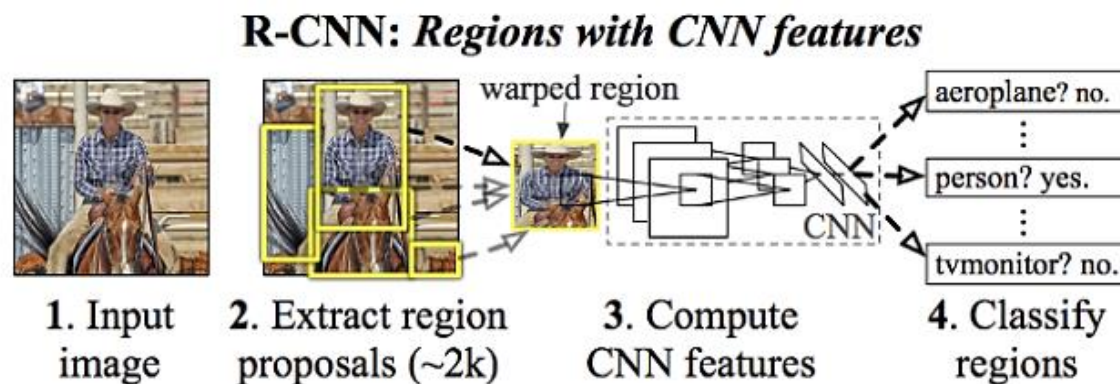 R-CNN: Regions with CNN features
warped region
aeroplane? no.
person? yes.
CNN
tvmonitor? no.
1. Input
image
2. Extract region
proposals (~2k)
3. Compute
CNN features
4. Classify
regions